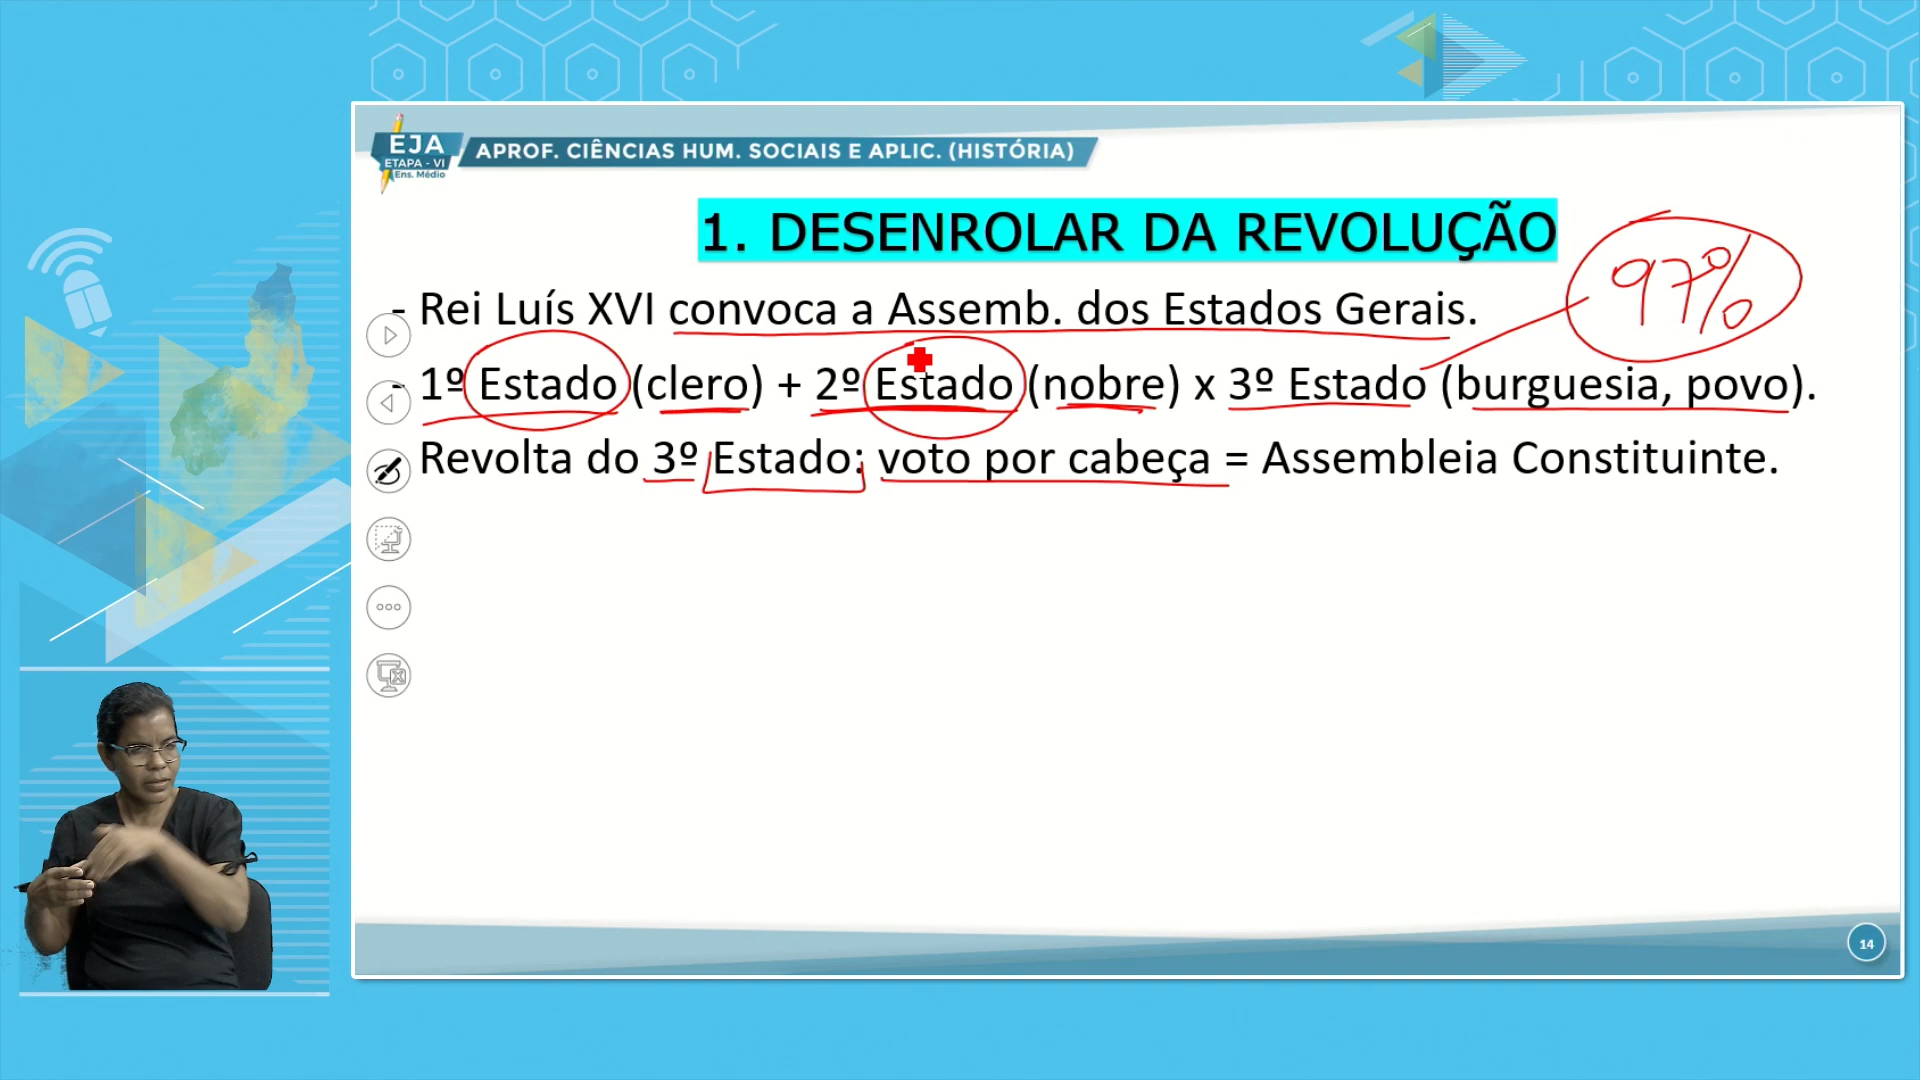 EJA
ETAPA - VI
Ens. Médio
APROF. CIÊNCIAS HUM. SOCIAIS E APLIC. (HISTÓRIA)
1. DESENROLAR DA REVOLUÇÃO
97%
- Rei Luís XVI convoca a Assemb. dos Estados Gerais.
- 1º Estado (clero) + 2º Estado (nobre) x 3º Estado (burguesia, povo).
Revolta do 3º Estado: voto por cabeça = Assembleia Constituinte.
14